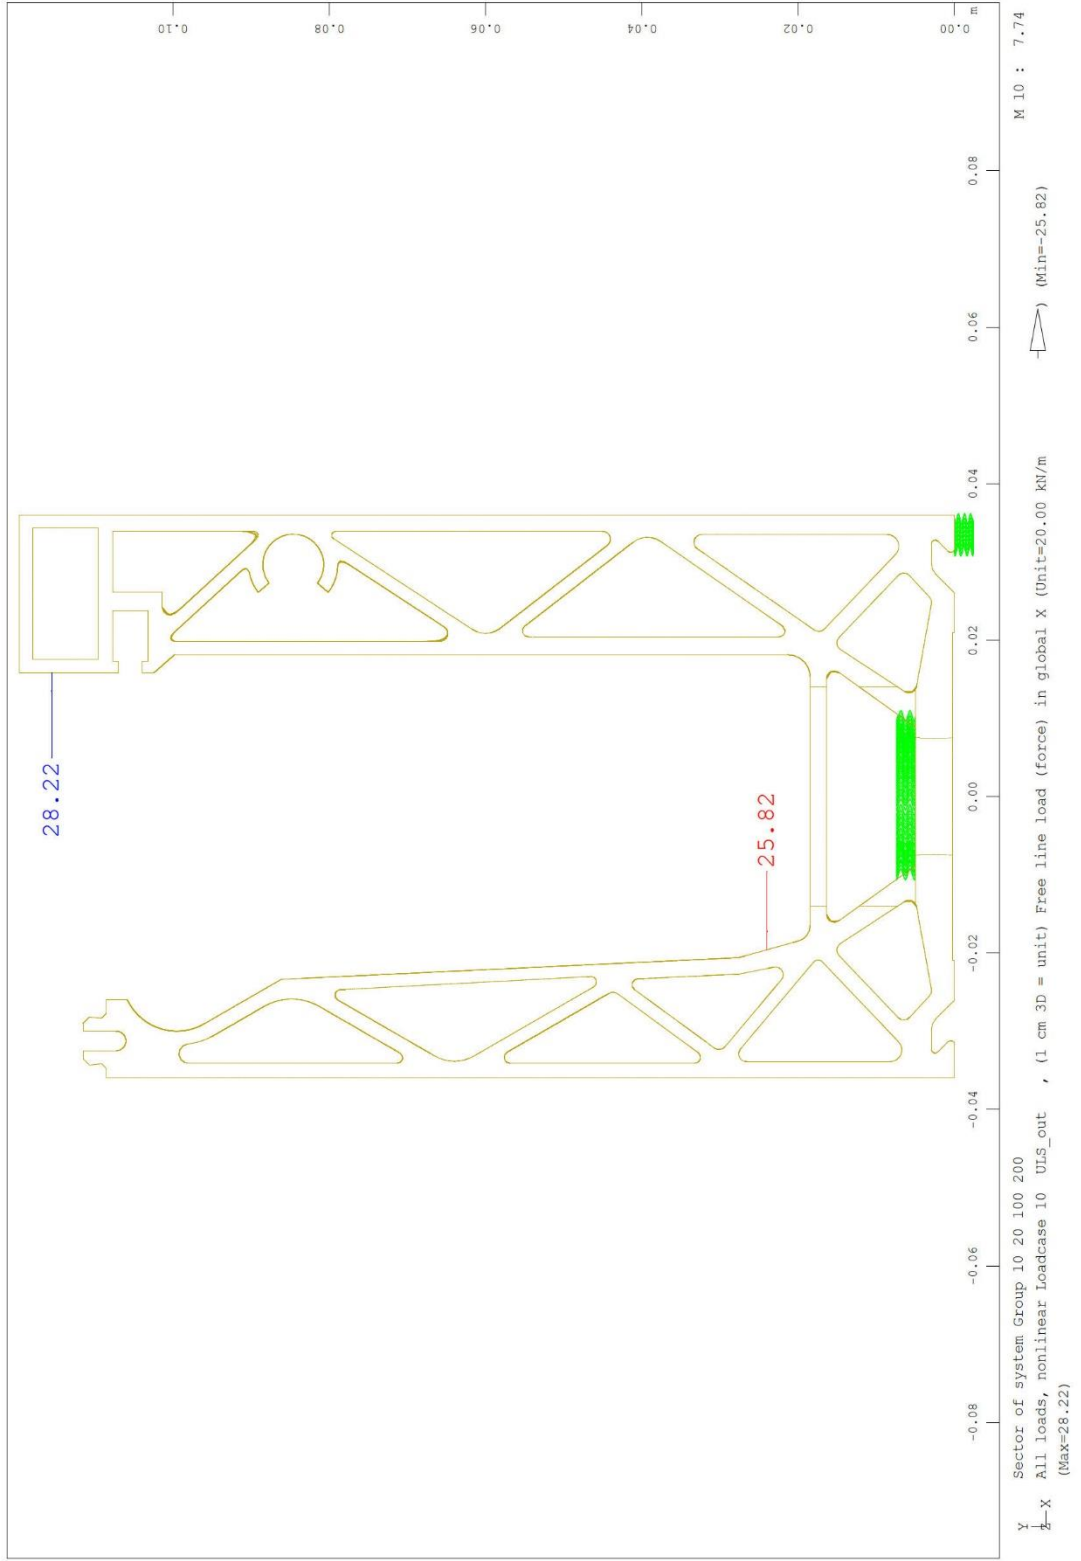 28.22
0.10
0.08
0.06
0.04
25.82
0.02
0.00
m
-0.08 -0.06 -0.04 -0.02 0.00 0.02 0.04 0.06 0.08
Y
Z X
Sector of system Group 10 20 100 200
M 10 : 7.74
All loads, nonlinear Loadcase 10 ULS_out , (1 cm 3D = unit) Free line load (force) in global X (Unit=20.00 kN/m ) (Min=-25.82)
(Max=28.22)